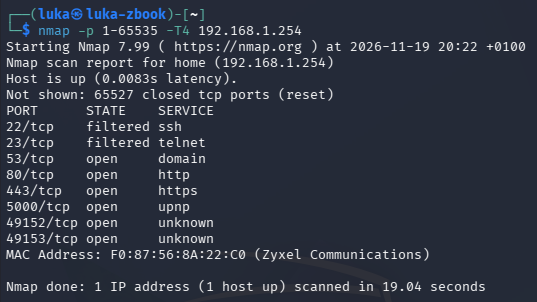 ┌──(luka㉿luka-zbook)-[~]
└─$ nmap -p 1-65535 -T4 192.168.1.254
Starting Nmap 7.99 ( https://nmap.org ) at 2026-11-19 20:22 +0100
Nmap scan report for home (192.168.1.254)
Host is up (0.0083s latency).
Not shown: 65527 closed tcp ports (reset)
PORT      STATE    SERVICE
22/tcp    filtered ssh
23/tcp    filtered telnet
53/tcp    open     domain
80/tcp    open     http
443/tcp   open     https
5000/tcp  open     upnp
49152/tcp open     unknown
49153/tcp open     unknown
MAC Address: F0:87:56:8A:22:C0 (Zyxel Communications)

Nmap done: 1 IP address (1 host up) scanned in 19.04 seconds